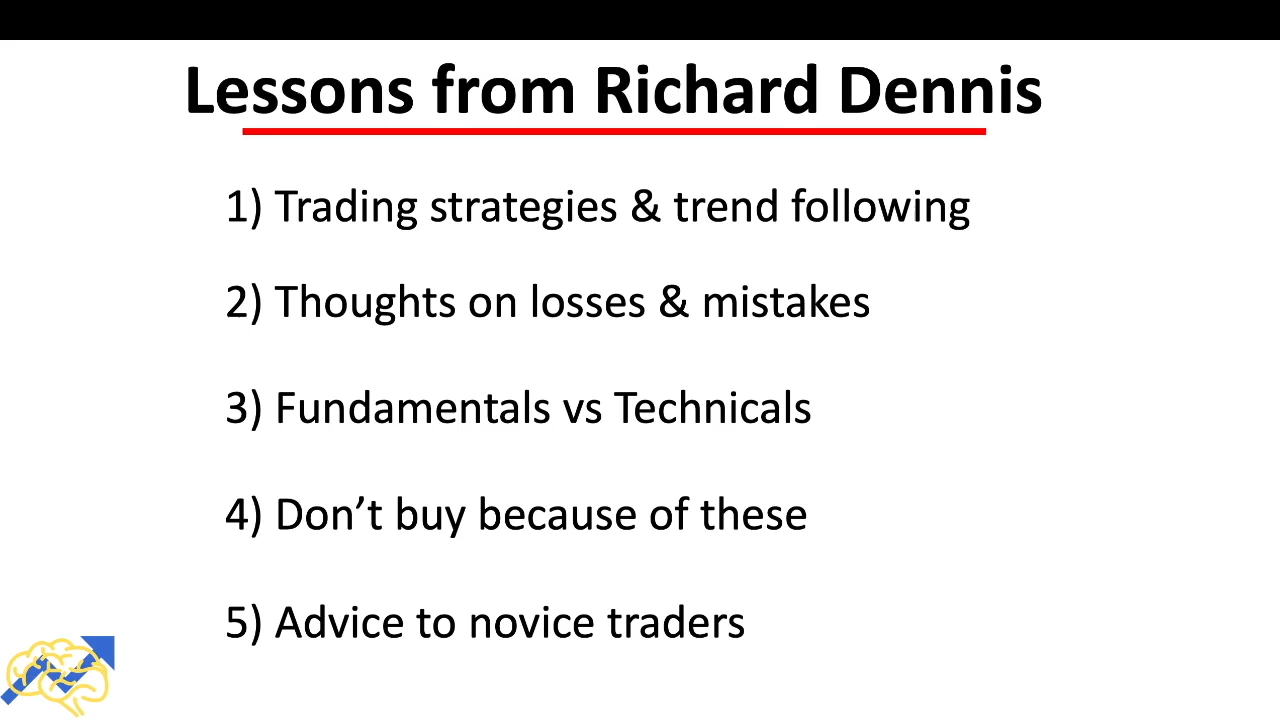 Lessons from Richard Dennis
1) Trading strategies & trend following
2) Thoughts on losses & mistakes
3) Fundamentals vs Technicals
4) Don’t buy because of these
5) Advice to novice traders